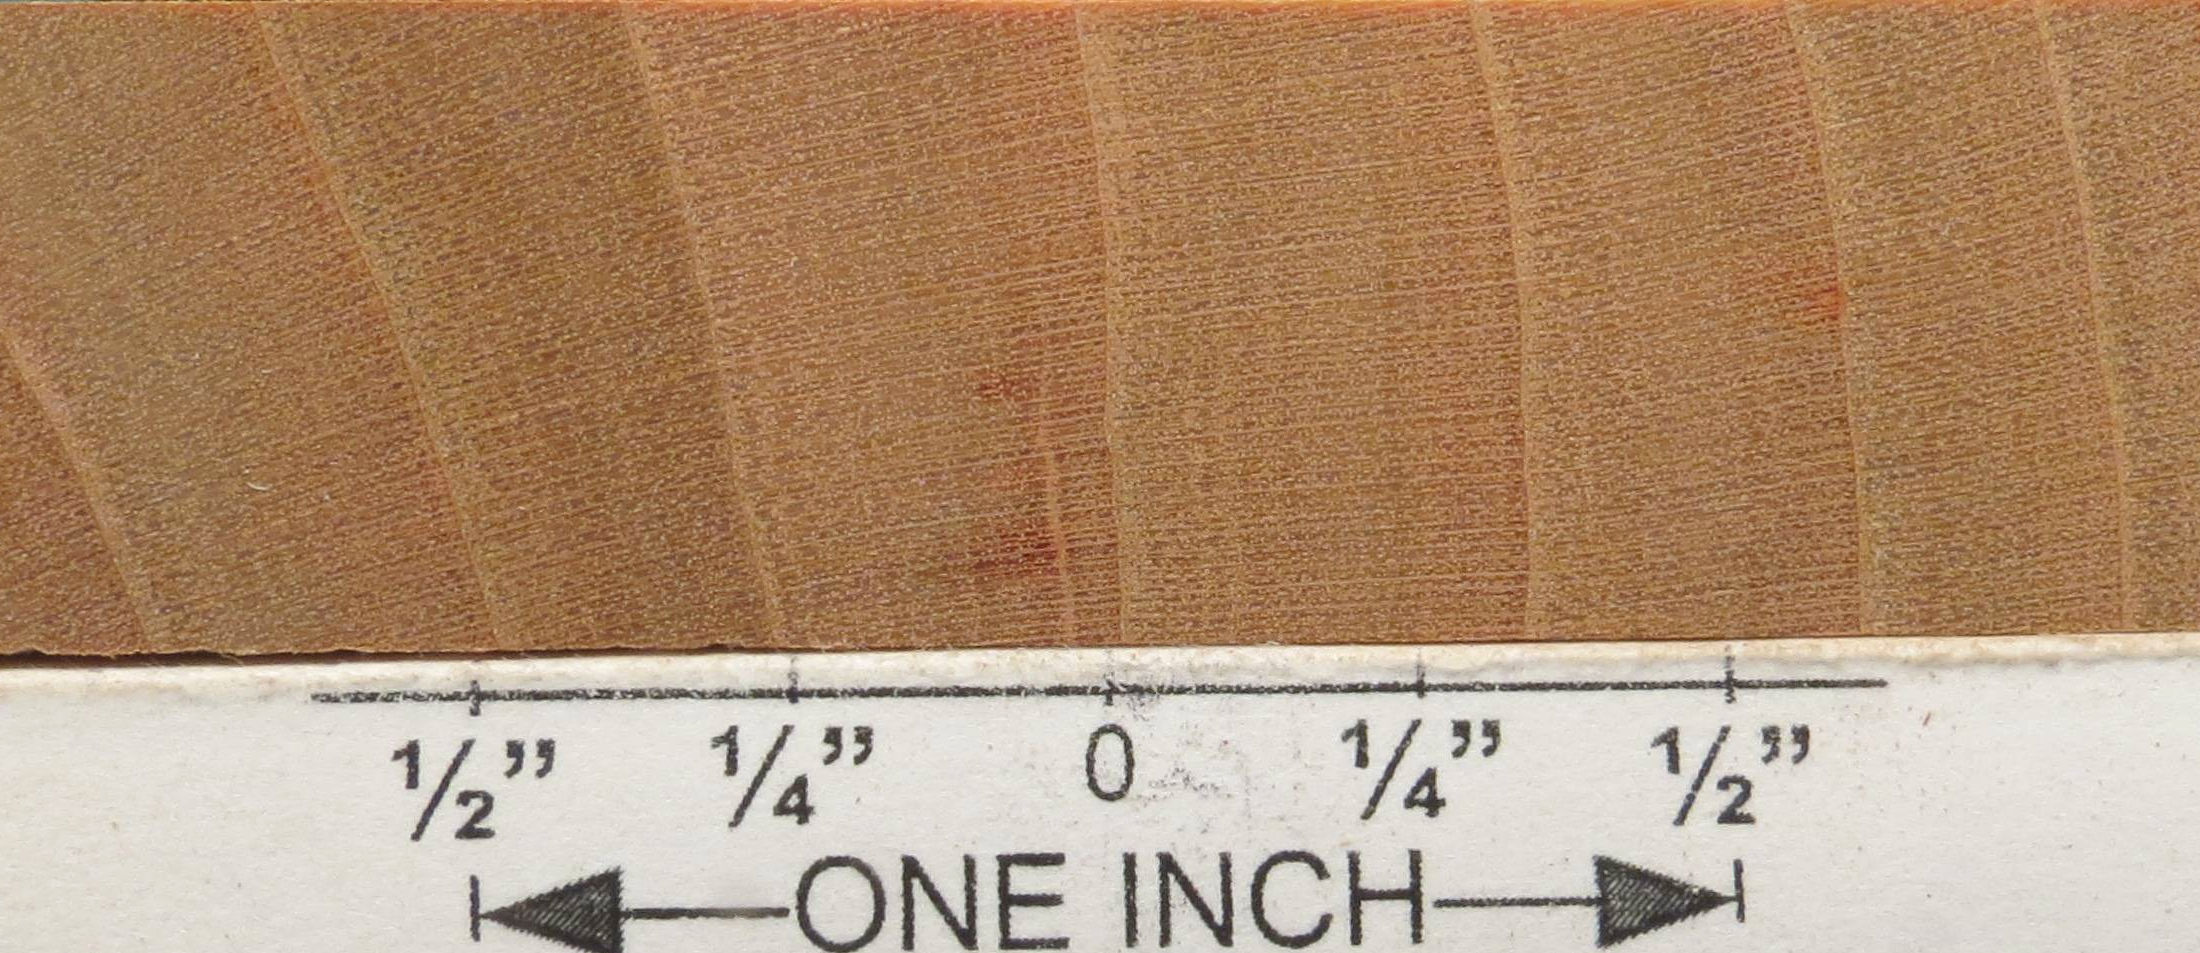 1/2” 1/4” 0 1/4” 1/2”
ONE INCH